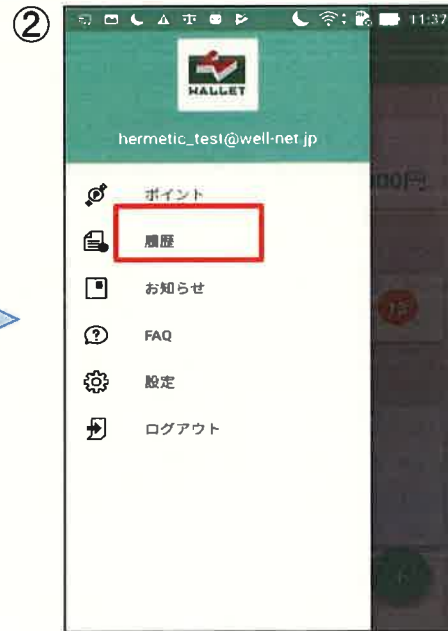 ②
11:37
WALLET
hermetic_test@well-net.jp
ポイント
履歴
お知らせ
FAQ
設定
ログアウト